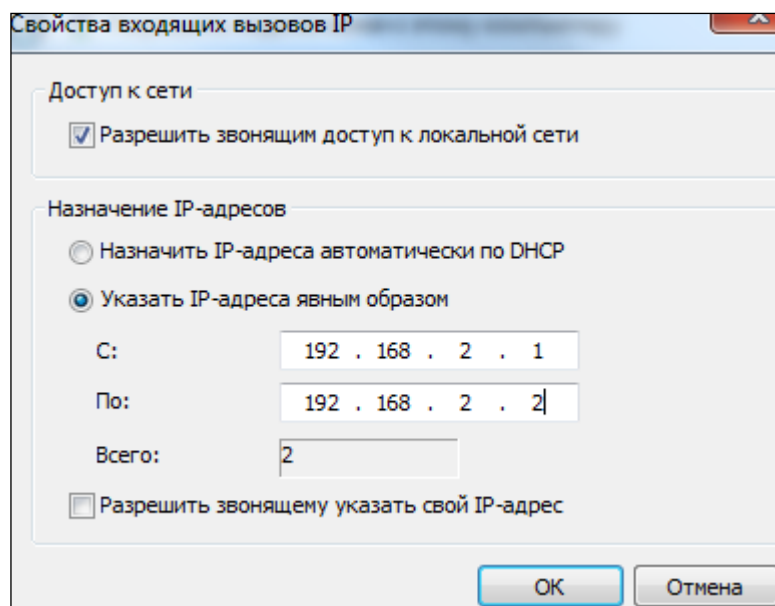 Свойства входящих вызовов IP
Доступ к сети
Разрешить звонящим доступ к локальной сети
Назначение IP-адресов
Назначить IP-адреса автоматически по DHCP
Указать IP-адреса явным образом
С: 192 . 168 . 2 . 1
По: 192 . 168 . 2 . 2
Всего: 2
Разрешить звонящему указать свой IP-адрес
OK Отмена